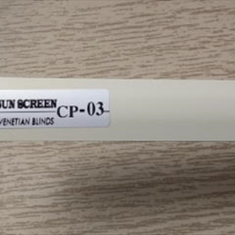 SUN SCREEN
VENETIAN BLINDS
CP-03